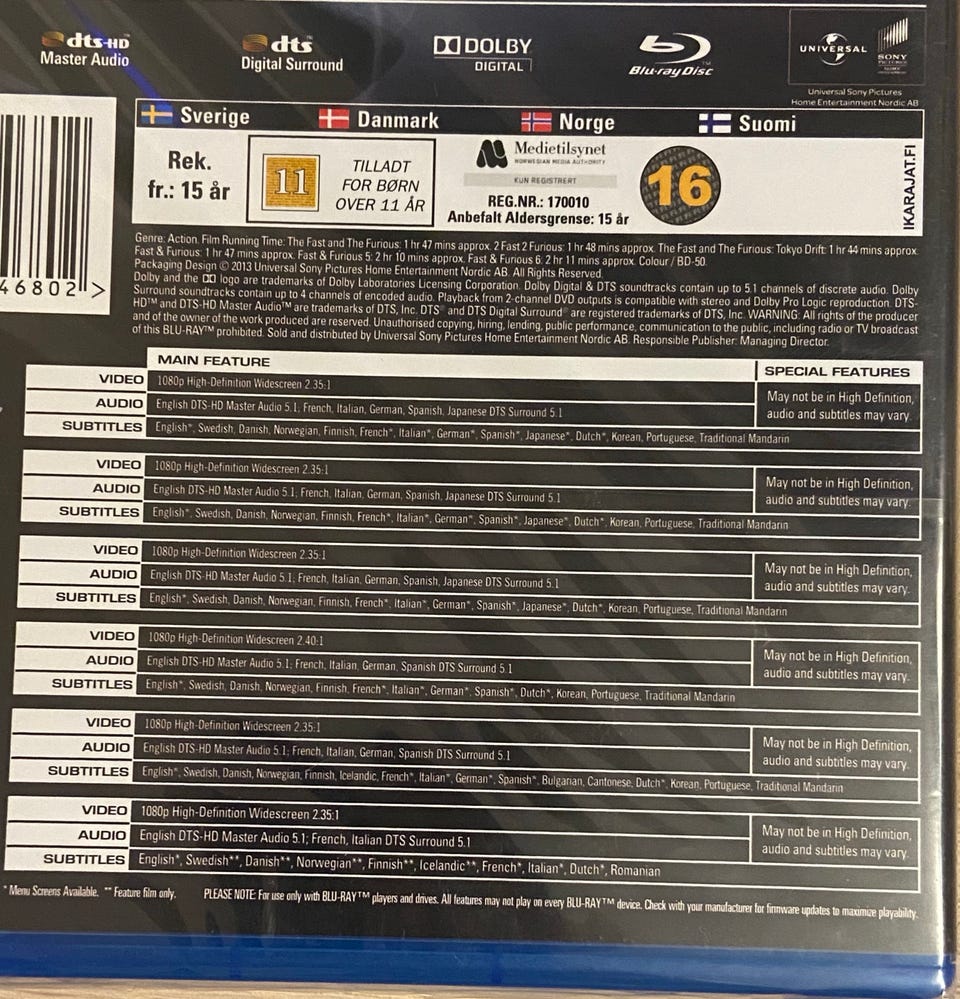 dts-HD
Master Audio
dts™
Digital Surround
DOLBY
DIGITAL
Blu-ray Disc™
UNIVERSAL
SONY
PICTURES
Universal Sony Pictures
Home Entertainment Nordic AB
Sverige
Danmark
Norge
Suomi
Rek.
fr.: 15 år
11
TILLADT
FOR BØRN
OVER 11 ÅR
Medietilsynet
NORWEGIAN MEDIA AUTHORITY
KUN REGISTRERT
REG.NR.: 170010
Anbefalt Aldersgrense: 15 år
16
IKARAJAT.FI
46802 >
Genre: Action. Film Running Time: The Fast and The Furious: 1 hr 47 mins approx. 2 Fast 2 Furious: 1 hr 48 mins approx. The Fast and The Furious: Tokyo Drift: 1 hr 44 mins approx.
Fast & Furious: 1 hr 47 mins approx. Fast & Furious 5: 2 hr 10 mins approx. Fast & Furious 6: 2 hr 11 mins approx. Colour / BD-50.
Packaging Design © 2013 Universal Sony Pictures Home Entertainment Nordic AB. All Rights Reserved.
Dolby and the DD logo are trademarks of Dolby Laboratories Licensing Corporation. Dolby Digital & DTS soundtracks contain up to 5.1 channels of discrete audio. Dolby
Surround soundtracks contain up to 4 channels of encoded audio. Playback from 2-channel DVD outputs is compatible with stereo and Dolby Pro Logic reproduction. DTS-
HD™ and DTS-HD Master Audio™ are trademarks of DTS, Inc. DTS® and DTS Digital Surround® are registered trademarks of DTS, Inc. WARNING: All rights of the producer
and of the owner of the work produced are reserved. Unauthorised copying, hiring, lending, public performance, communication to the public, including radio or TV broadcast
of this BLU-RAY™ prohibited. Sold and distributed by Universal Sony Pictures Home Entertainment Nordic AB. Responsible Publisher: Managing Director.
MAIN FEATURE
SPECIAL FEATURES
VIDEO 1080p High-Definition Widescreen 2.35:1
AUDIO English DTS-HD Master Audio 5.1; French, Italian, German, Spanish, Japanese DTS Surround 5.1
SUBTITLES English*, Swedish, Danish, Norwegian, Finnish, French*, Italian*, German*, Spanish*, Japanese*, Dutch*, Korean, Portuguese, Traditional Mandarin
May not be in High Definition,
audio and subtitles may vary.
VIDEO 1080p High-Definition Widescreen 2.35:1
AUDIO English DTS-HD Master Audio 5.1; French, Italian, German, Spanish, Japanese DTS Surround 5.1
SUBTITLES English*, Swedish, Danish, Norwegian, Finnish, French*, Italian*, German*, Spanish*, Japanese*, Dutch*, Korean, Portuguese, Traditional Mandarin
May not be in High Definition,
audio and subtitles may vary.
VIDEO 1080p High-Definition Widescreen 2.35:1
AUDIO English DTS-HD Master Audio 5.1; French, Italian, German, Spanish, Japanese DTS Surround 5.1
SUBTITLES English*, Swedish, Danish, Norwegian, Finnish, French*, Italian*, German*, Spanish*, Japanese*, Dutch*, Korean, Portuguese, Traditional Mandarin
May not be in High Definition,
audio and subtitles may vary.
VIDEO 1080p High-Definition Widescreen 2.40:1
AUDIO English DTS-HD Master Audio 5.1; French, Italian, German, Spanish DTS Surround 5.1
SUBTITLES English*, Swedish, Danish, Norwegian, Finnish, French*, Italian*, German*, Spanish*, Dutch*, Korean, Portuguese, Traditional Mandarin
May not be in High Definition,
audio and subtitles may vary.
VIDEO 1080p High-Definition Widescreen 2.35:1
AUDIO English DTS-HD Master Audio 5.1; French, Italian, German, Spanish DTS Surround 5.1
SUBTITLES English*, Swedish, Danish, Norwegian, Finnish, Icelandic, French*, Italian*, German*, Spanish*, Bulgarian, Cantonese, Dutch*, Korean, Portuguese, Traditional Mandarin
May not be in High Definition,
audio and subtitles may vary.
VIDEO 1080p High-Definition Widescreen 2.35:1
AUDIO English DTS-HD Master Audio 5.1; French, Italian DTS Surround 5.1
SUBTITLES English*, Swedish**, Danish**, Norwegian**, Finnish**, Icelandic**, French*, Italian*, Dutch*, Romanian
May not be in High Definition,
audio and subtitles may vary.
* Menu Screens Available. ** Feature film only. PLEASE NOTE: For use only with BLU-RAY™ players and drives. All features may not play on every BLU-RAY™ device. Check with your manufacturer for firmware updates to maximize playability.